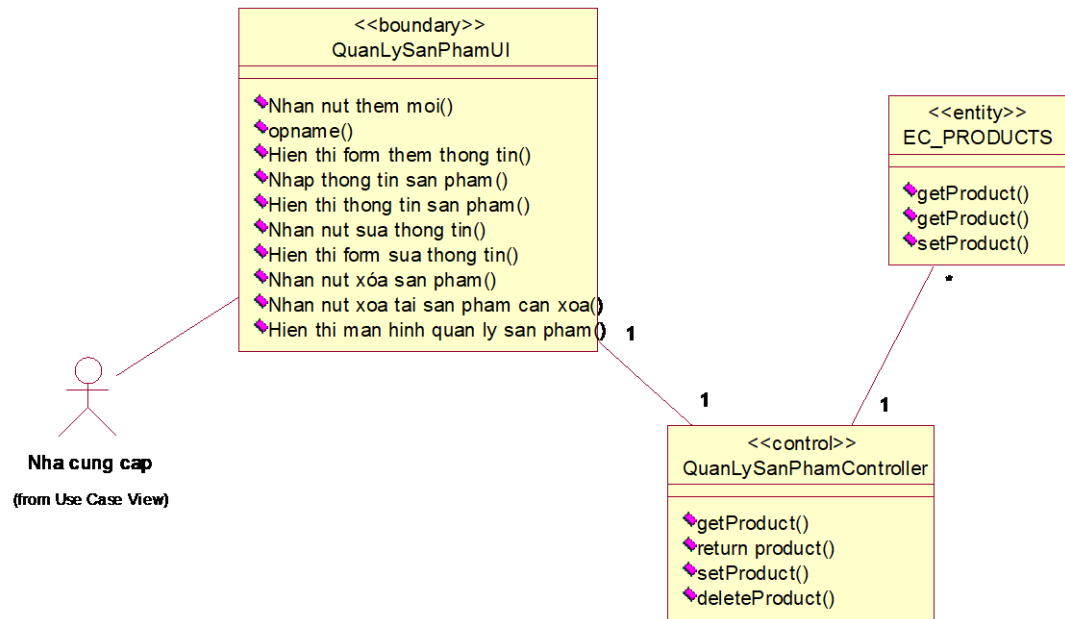 <<boundary>>
QuanLySanPhamUI
Nhan nut them moi()
opname()
Hien thi form them thong tin()
Nhap thong tin san pham()
Hien thi thong tin san pham()
Nhan nut sua thong tin()
Hien thi form sua thong tin()
Nhan nut xóa san pham()
Nhan nut xoa tai san pham can xoa()
Hien thi man hinh quan ly san pham()
<<entity>>
EC_PRODUCTS
getProduct()
getProduct()
setProduct()
*
1
1
1
Nha cung cap
(from Use Case View)
<<control>>
QuanLySanPhamController
getProduct()
return product()
setProduct()
deleteProduct()